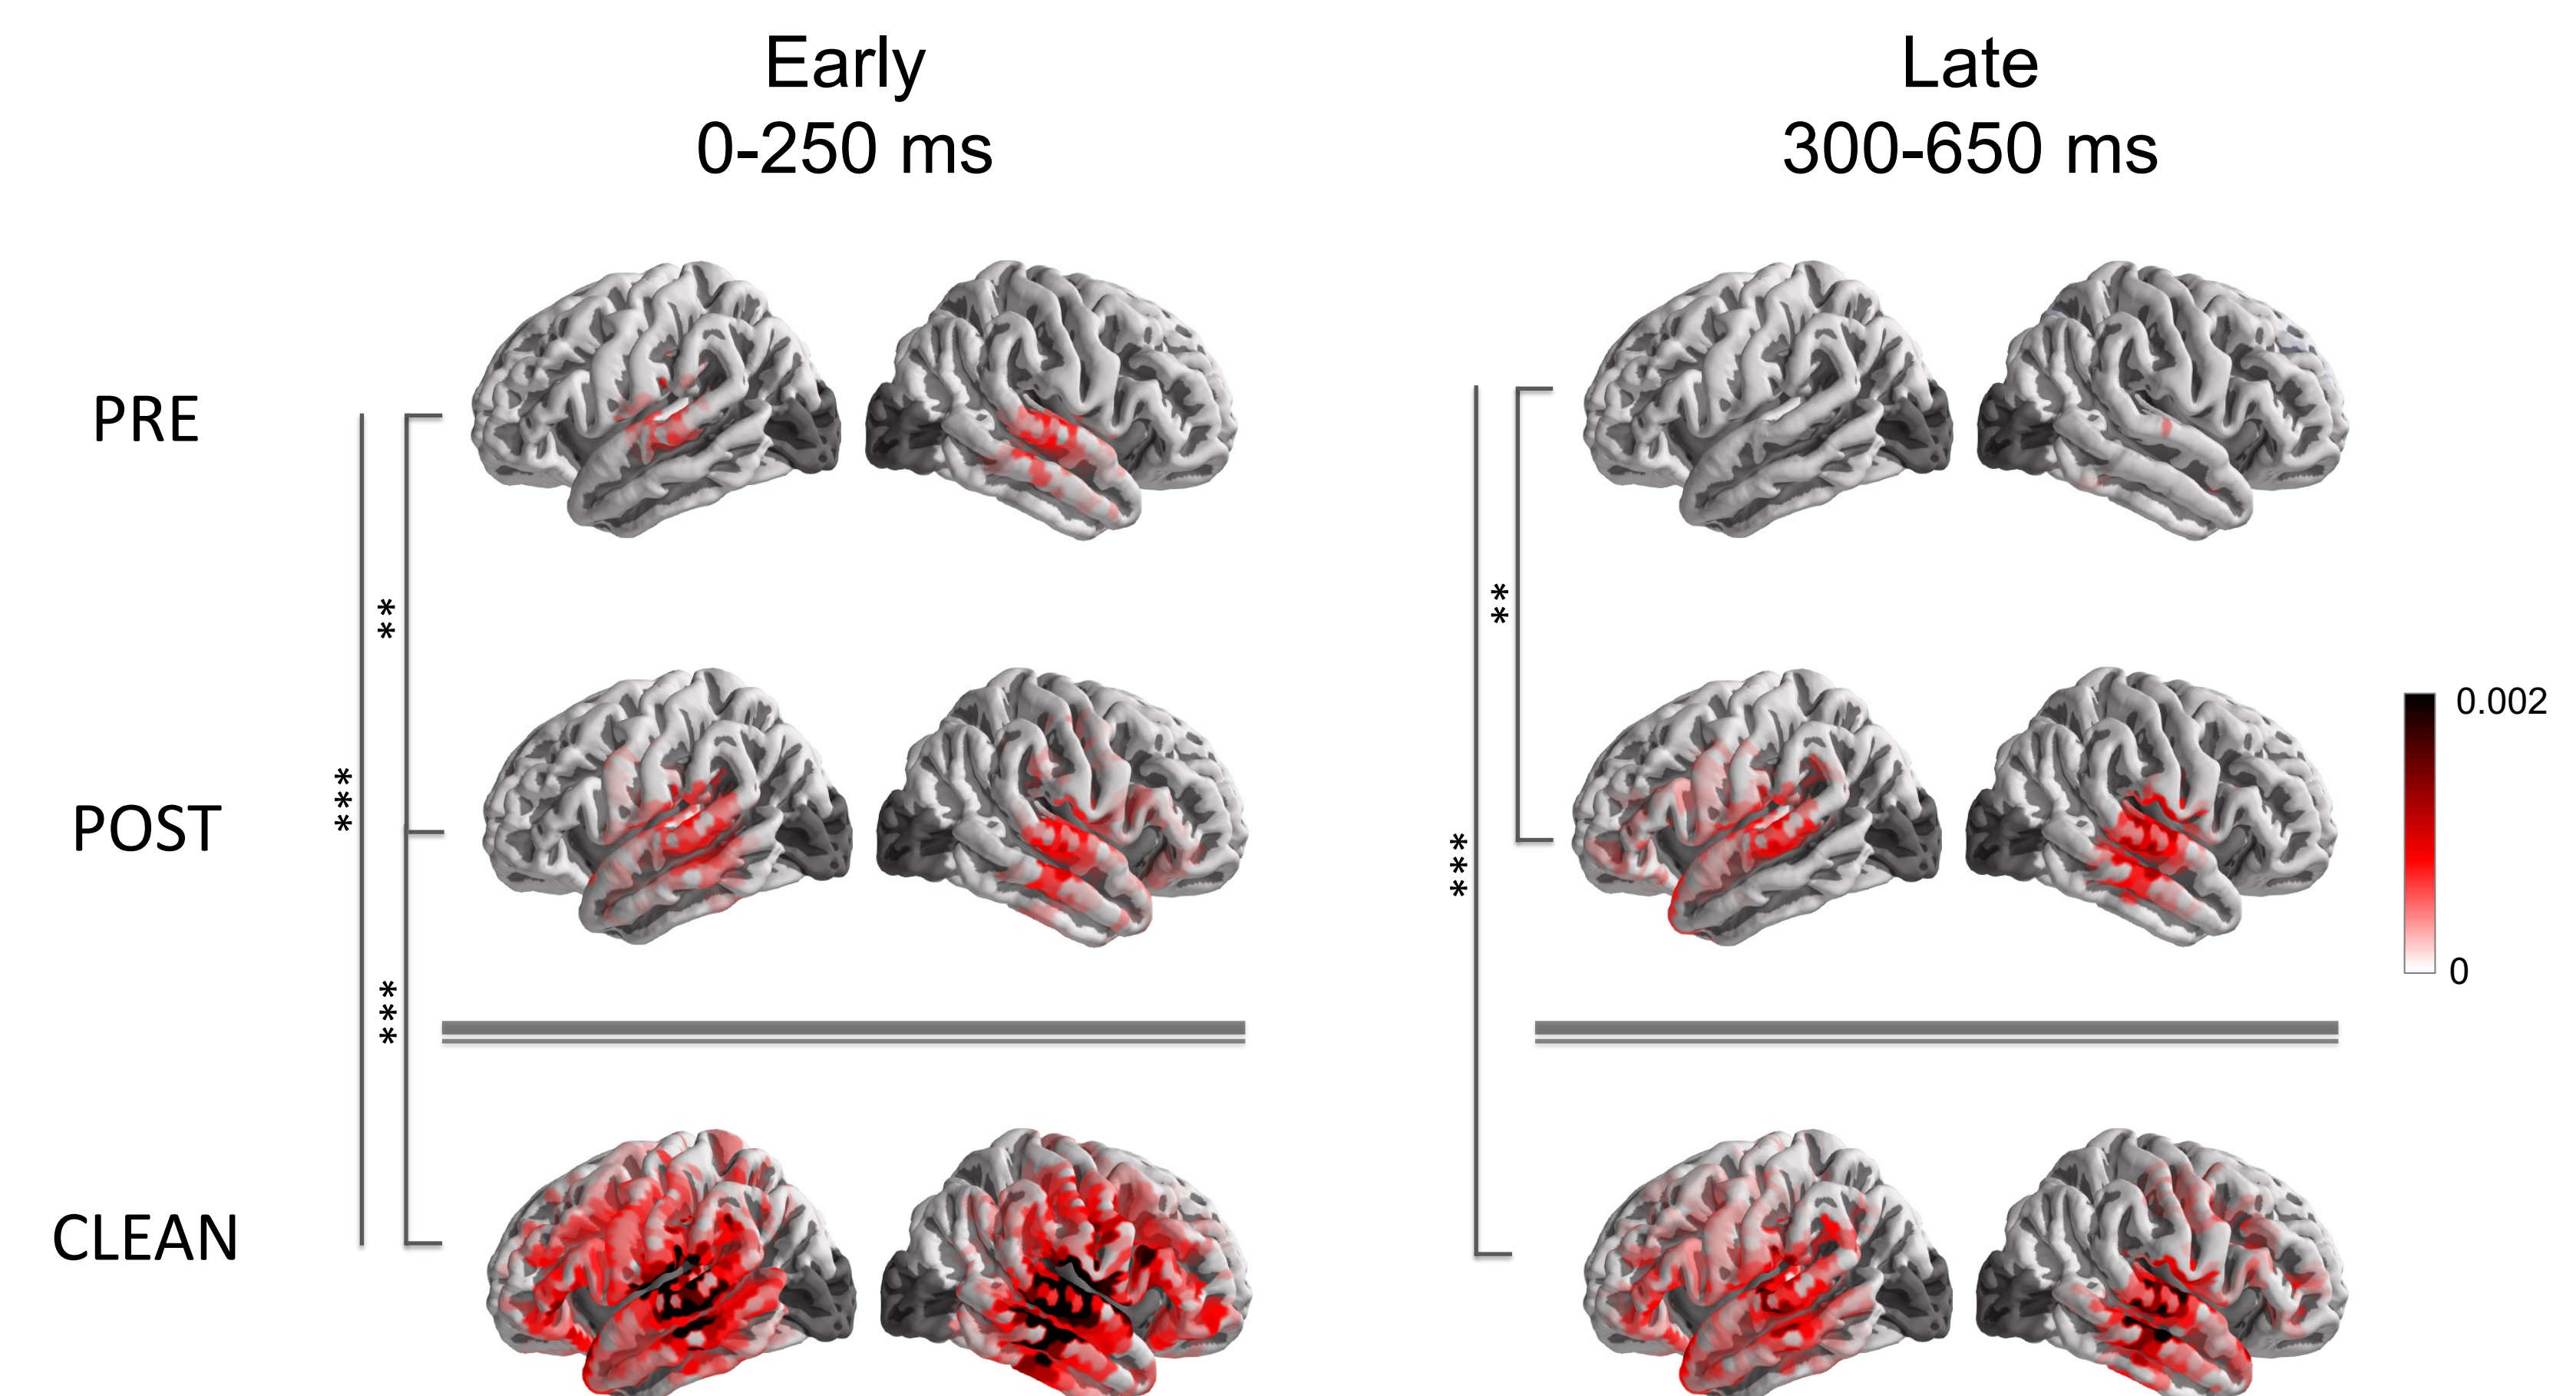 Early
0-250 ms
Late
300-650 ms
PRE
**
**
POST
***
***
0.002
0
***
CLEAN